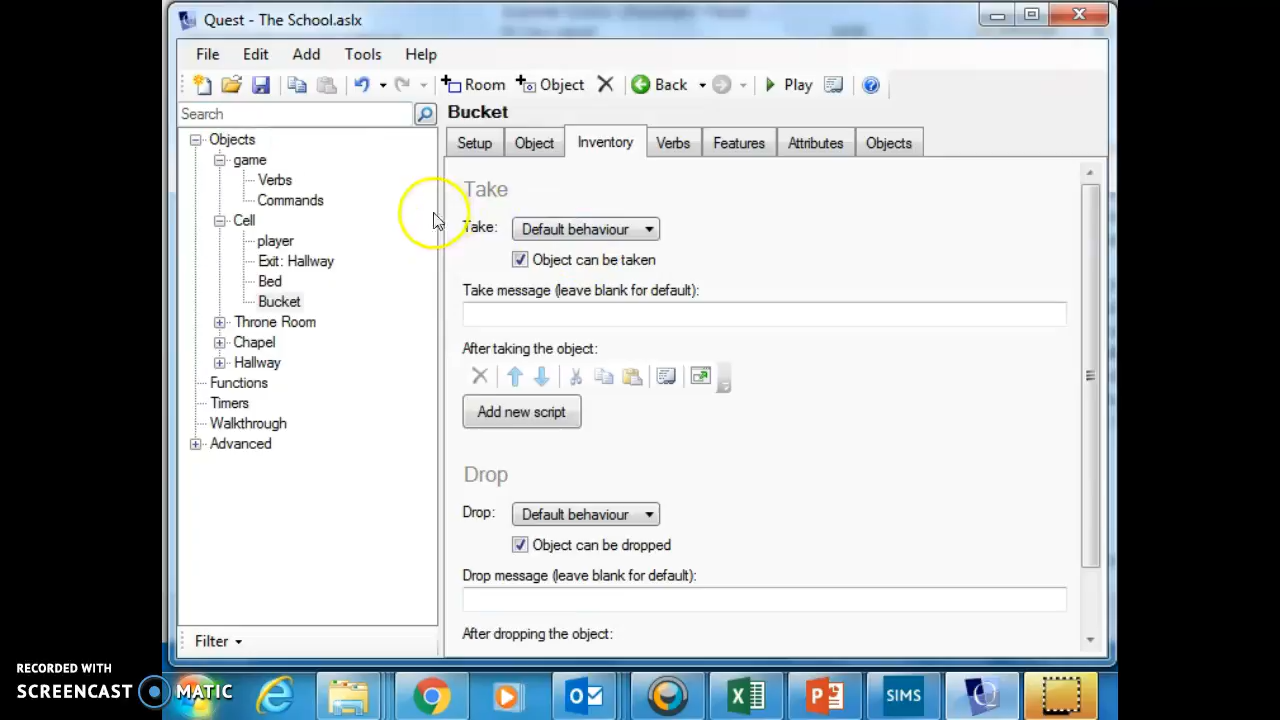 Quest - The School.aslx
File Edit Add Tools Help
Room Object Back Play
Search
Bucket
Setup Object Inventory Verbs Features Attributes Objects
Objects
game
Verbs
Commands
Cell
player
Exit: Hallway
Bed
Bucket
Throne Room
Chapel
Hallway
Functions
Timers
Walkthrough
Advanced
Filter
Take
Take: Default behaviour
Object can be taken
Take message (leave blank for default):
After taking the object:
Add new script
Drop
Drop: Default behaviour
Object can be dropped
Drop message (leave blank for default):
After dropping the object:
RECORDED WITH
SCREENCAST MATIC
SIMS